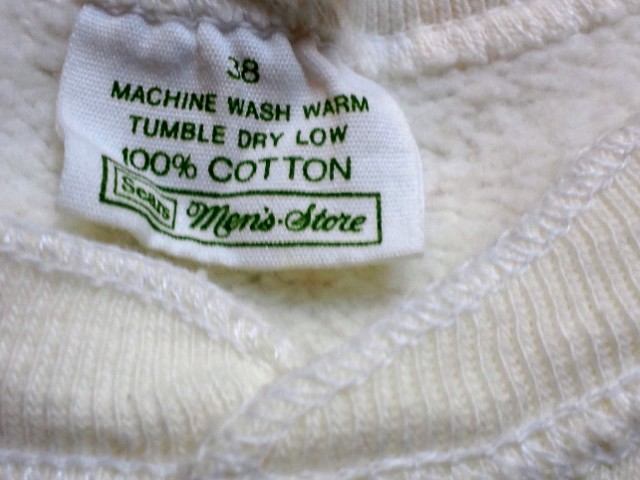 38
MACHINE WASH WARM
TUMBLE DRY LOW
100% COTTON
Sears Men's-Store